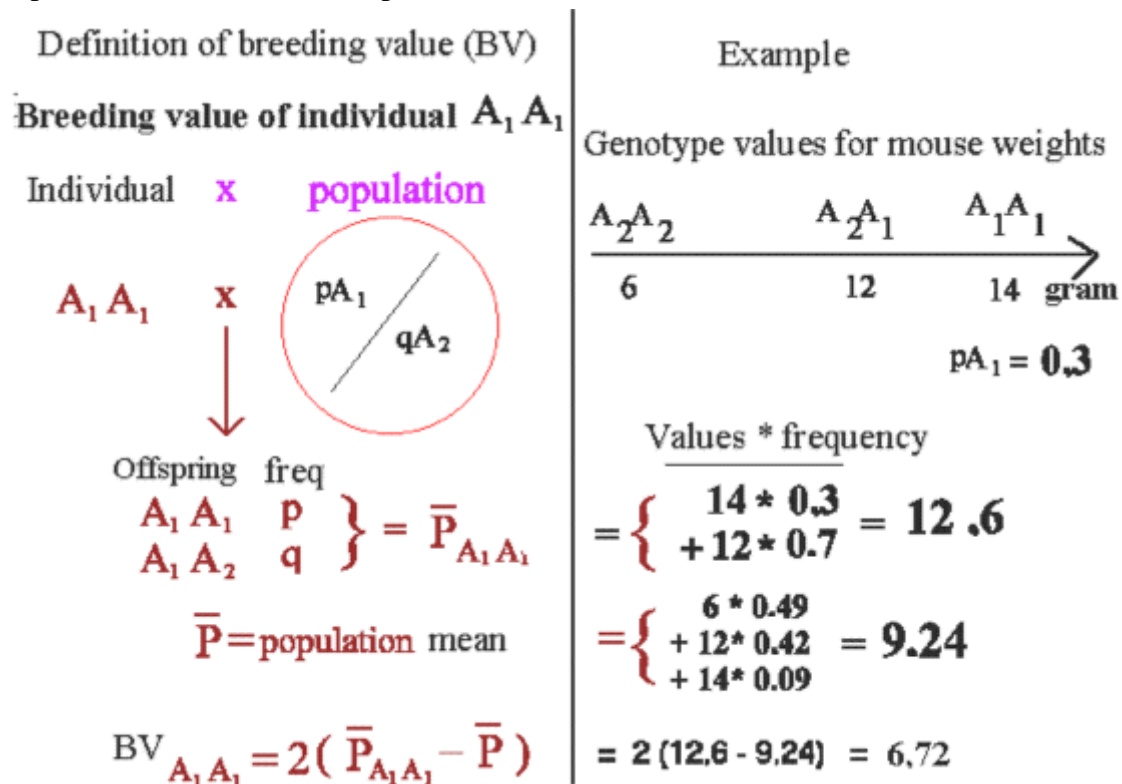 Definition of breeding value (BV)
Breeding value of individual A₁ A₁
Individual x population
A₁ A₁ x
pA₁
qA₂
Offspring freq
A₁ A₁ p
A₁ A₂ q
} = P̅ A₁ A₁
P̅ = population mean
BV A₁ A₁ = 2( P̅ A₁ A₁ – P̅ )
Example
Genotype values for mouse weights
A₂A₂ A₂A₁ A₁A₁
6 12 14 gram
pA₁ = 0,3
Values * frequency
= { 14 * 0,3
+ 12 * 0.7
= 12 .6
= { 6 * 0.49
+ 12* 0.42
+ 14* 0.09
= 9.24
= 2 (12,6 - 9,24) = 6,72